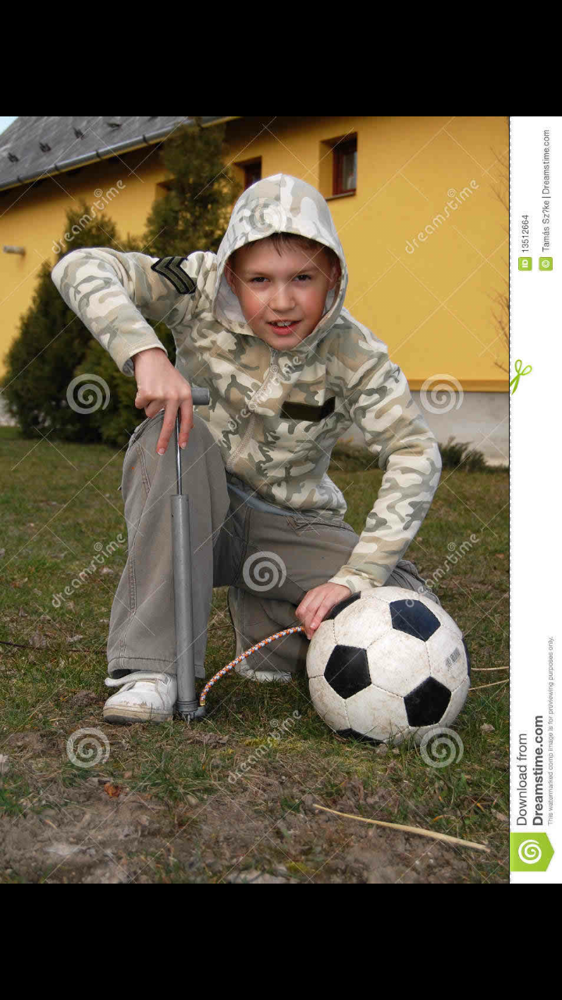 dreamstime
dreamstime
dreamstime
dreamstime
dreamstime
dreamstime
dreamstime
ID 13512664
© Tamás Sz?ke | Dreamstime.com
Download from
Dreamstime.com
This watermarked comp image is for previewing purposes only.